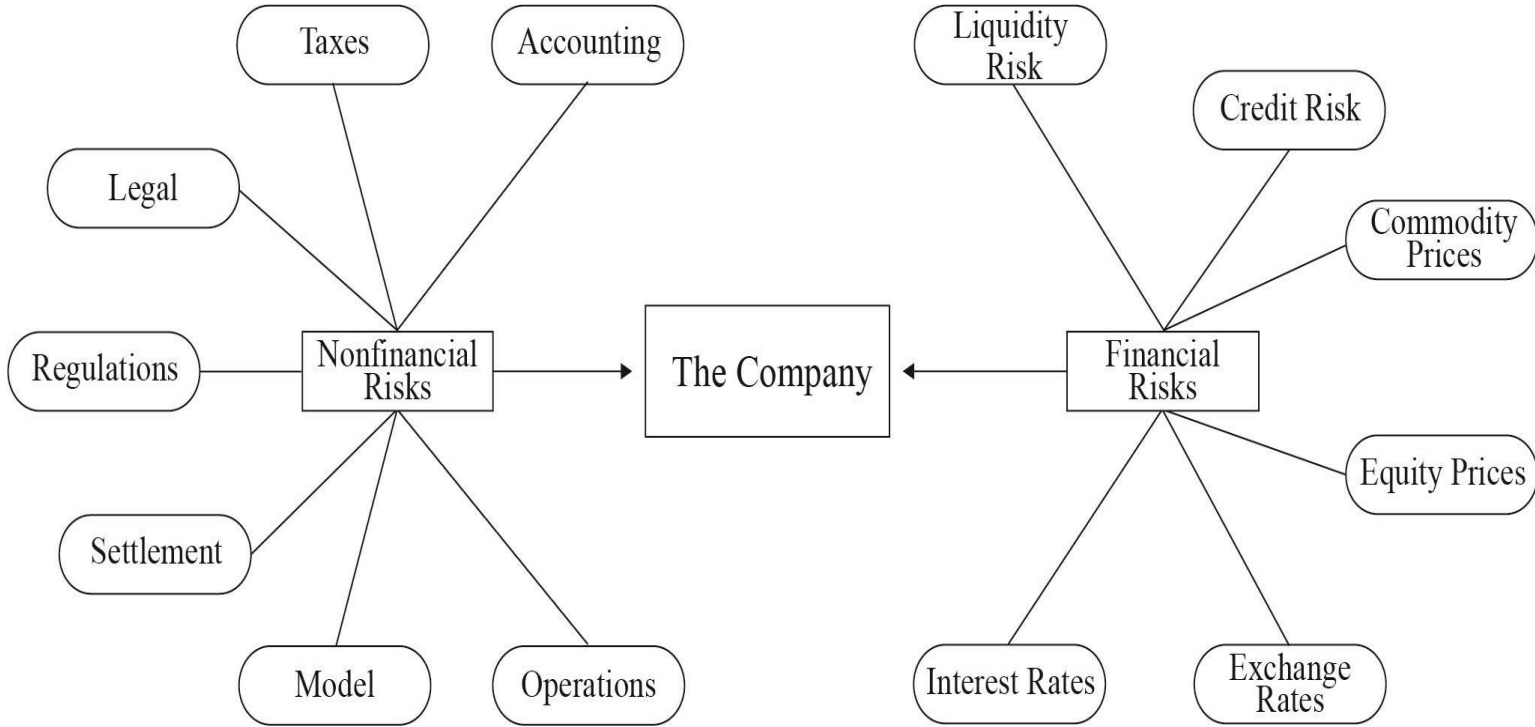 Taxes
Accounting
Liquidity
Risk
Credit Risk
Legal
Commodity
Prices
Regulations
Nonfinancial
Risks
The Company
Financial
Risks
Equity Prices
Settlement
Model
Operations
Interest Rates
Exchange
Rates